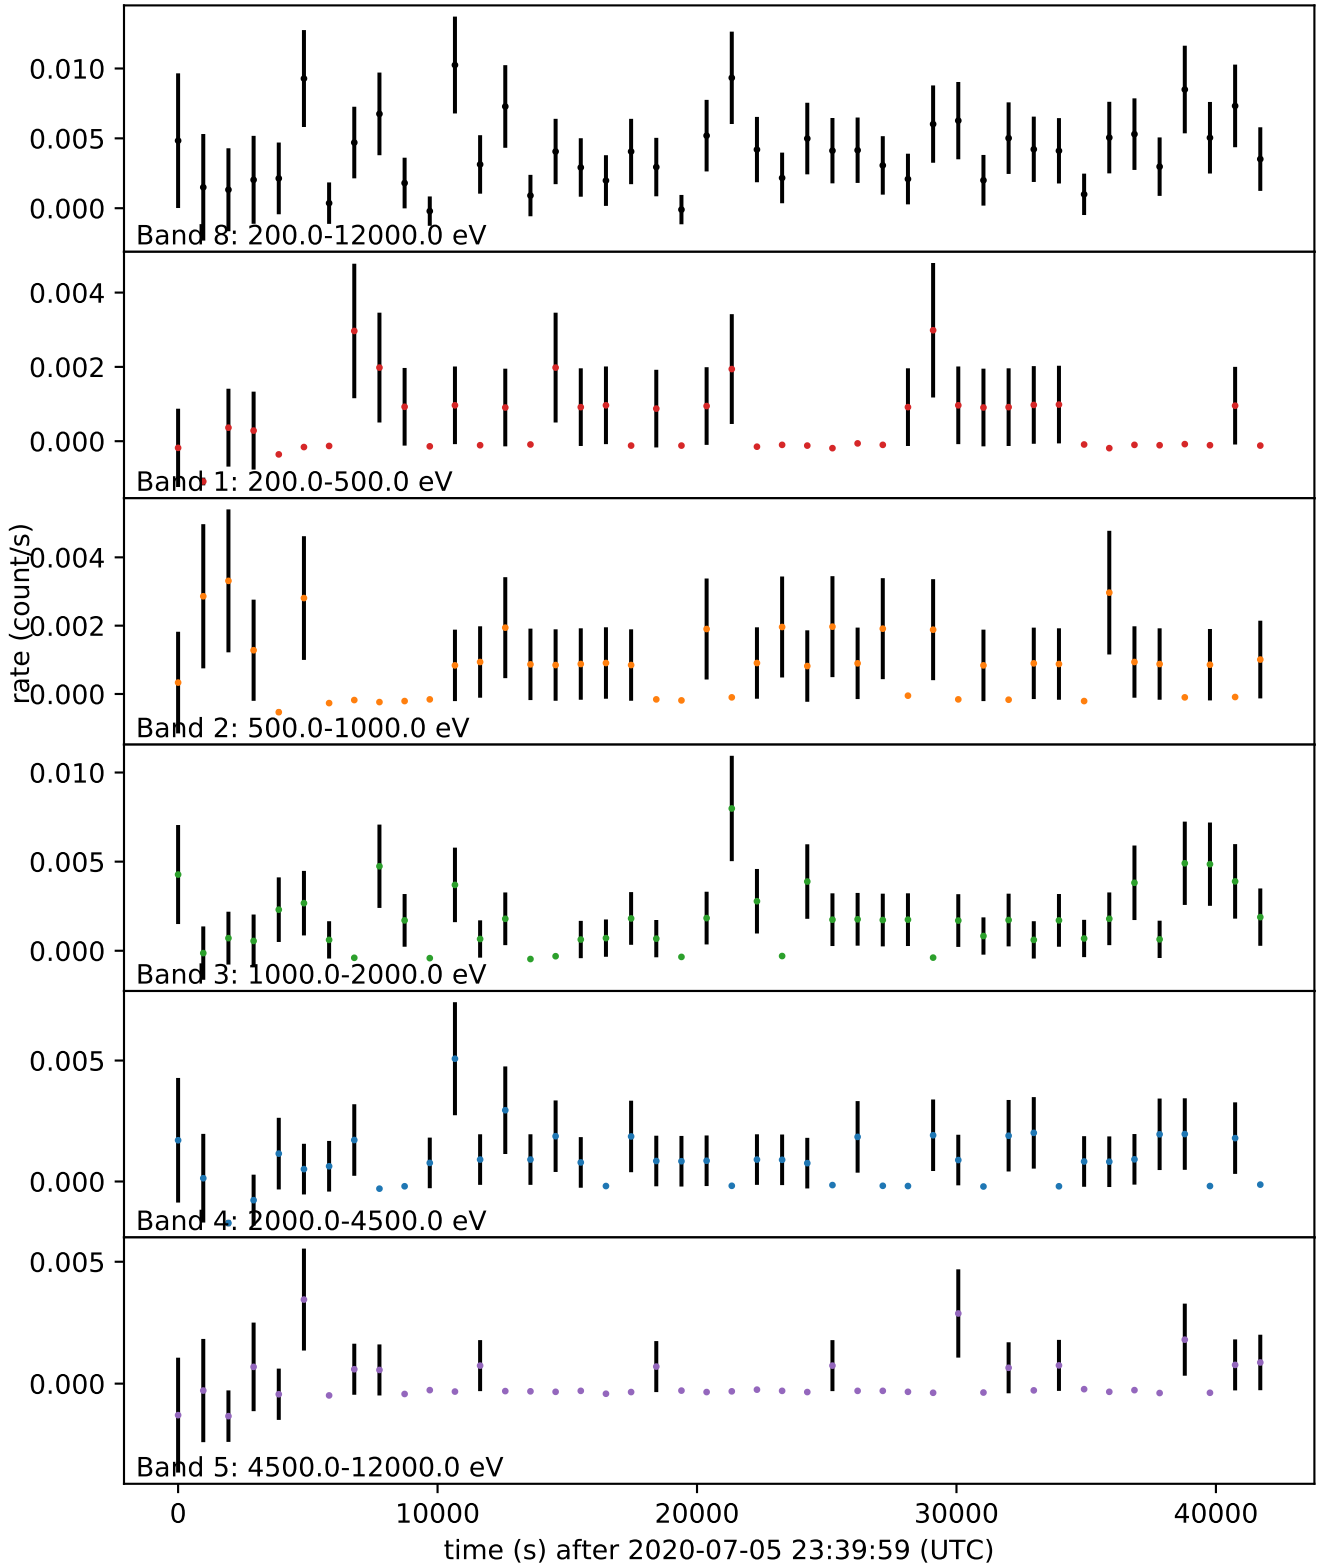 0.010
0.005
0.000
Band 8: 200.0-12000.0 eV
0.004
0.002
0.000
Band 1: 200.0-500.0 eV
rate (count/s)
0.004
0.002
0.000
Band 2: 500.0-1000.0 eV
0.010
0.005
0.000
Band 3: 1000.0-2000.0 eV
0.005
0.000
Band 4: 2000.0-4500.0 eV
0.005
0.000
Band 5: 4500.0-12000.0 eV
0 10000 20000 30000 40000
time (s) after 2020-07-05 23:39:59 (UTC)